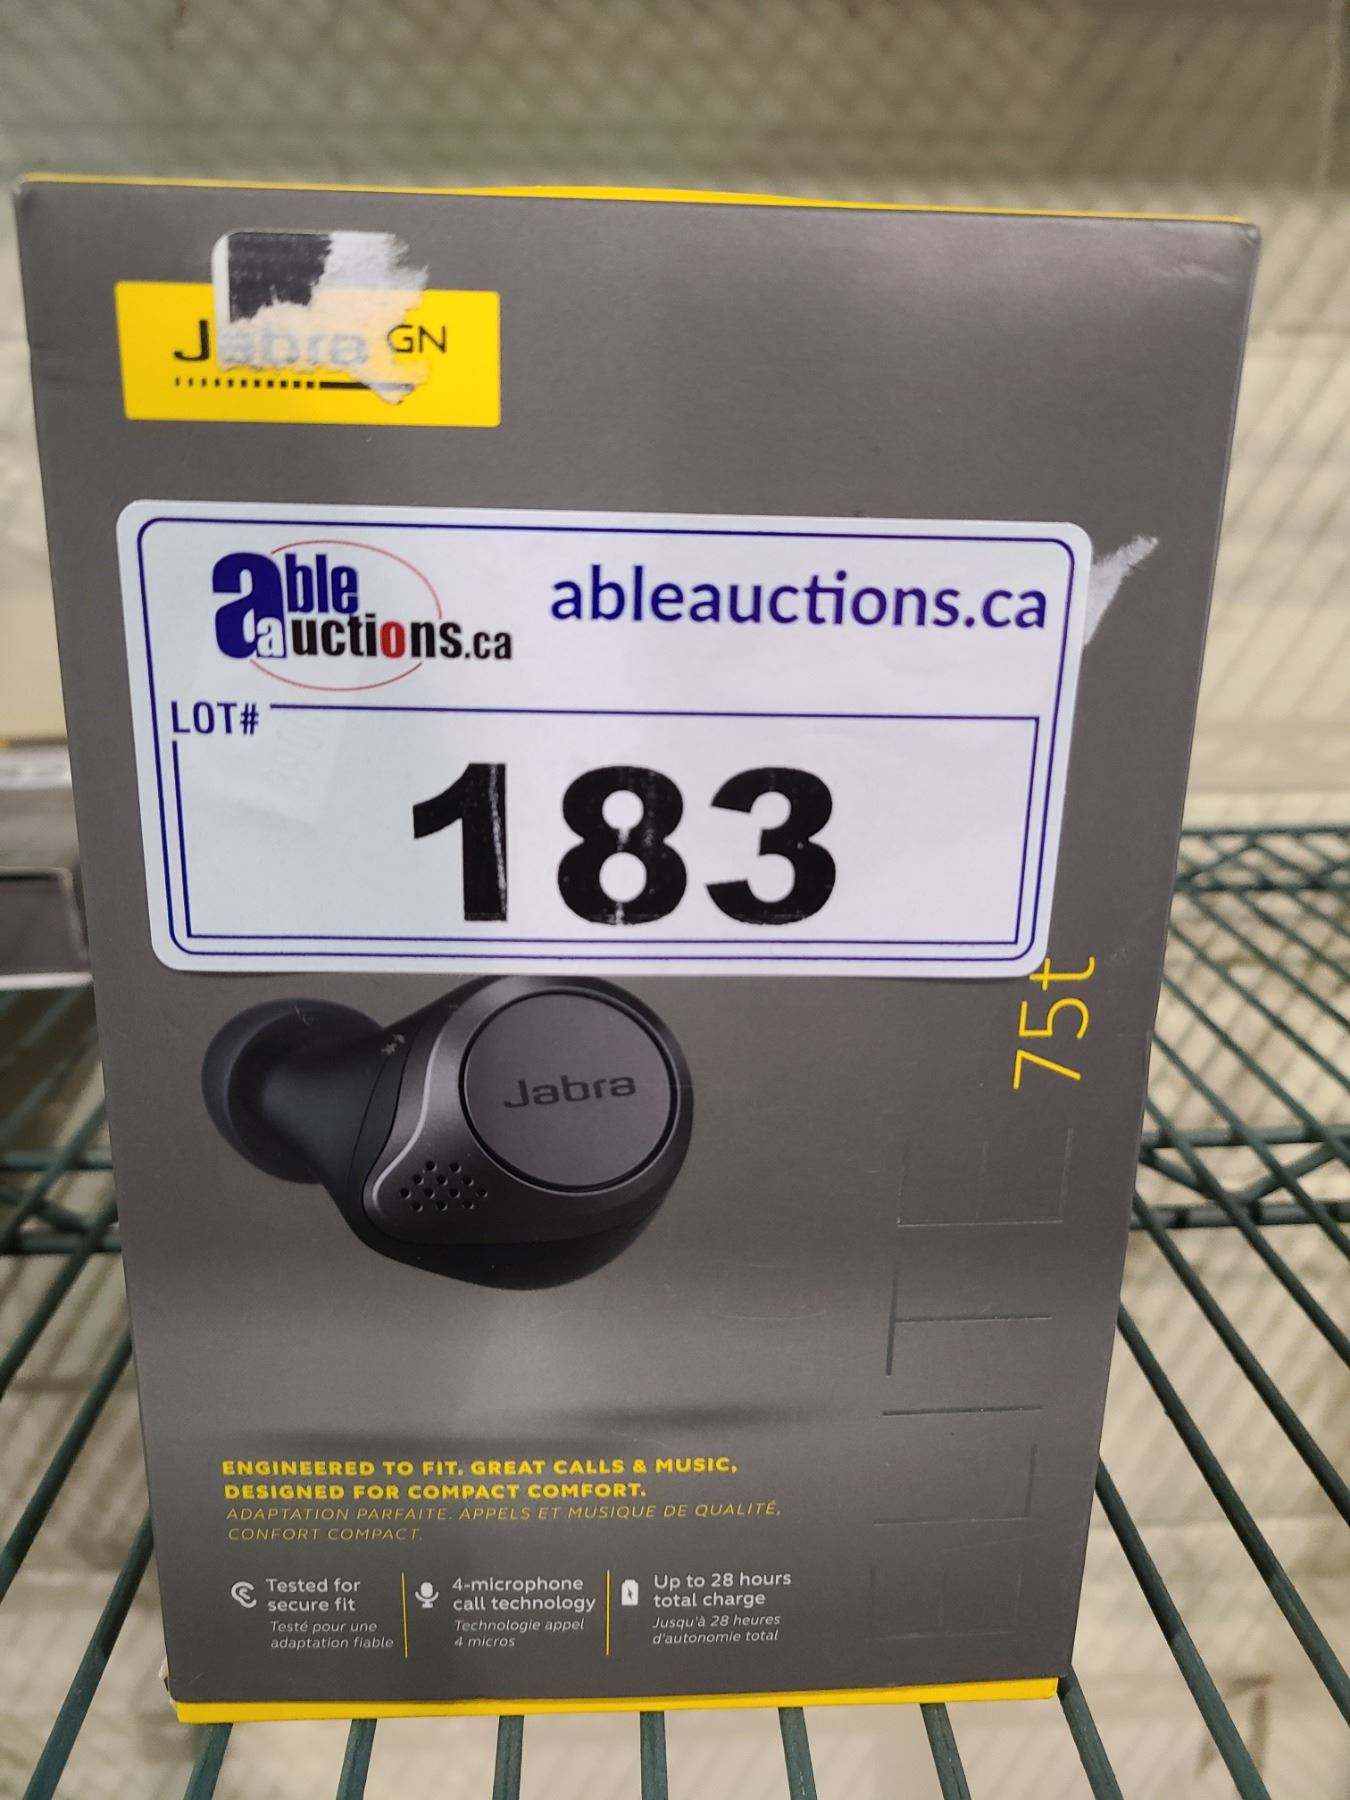 Jabra GN
able
auctions.ca
ableauctions.ca
LOT#
183
Jabra
ELITE 75t
ENGINEERED TO FIT. GREAT CALLS & MUSIC,
DESIGNED FOR COMPACT COMFORT.
ADAPTATION PARFAITE. APPELS ET MUSIQUE DE QUALITÉ,
CONFORT COMPACT.
Tested for
secure fit
Testé pour une
adaptation fiable
4-microphone
call technology
Technologie appel
4 micros
Up to 28 hours
total charge
Jusqu'à 28 heures
d'autonomie total